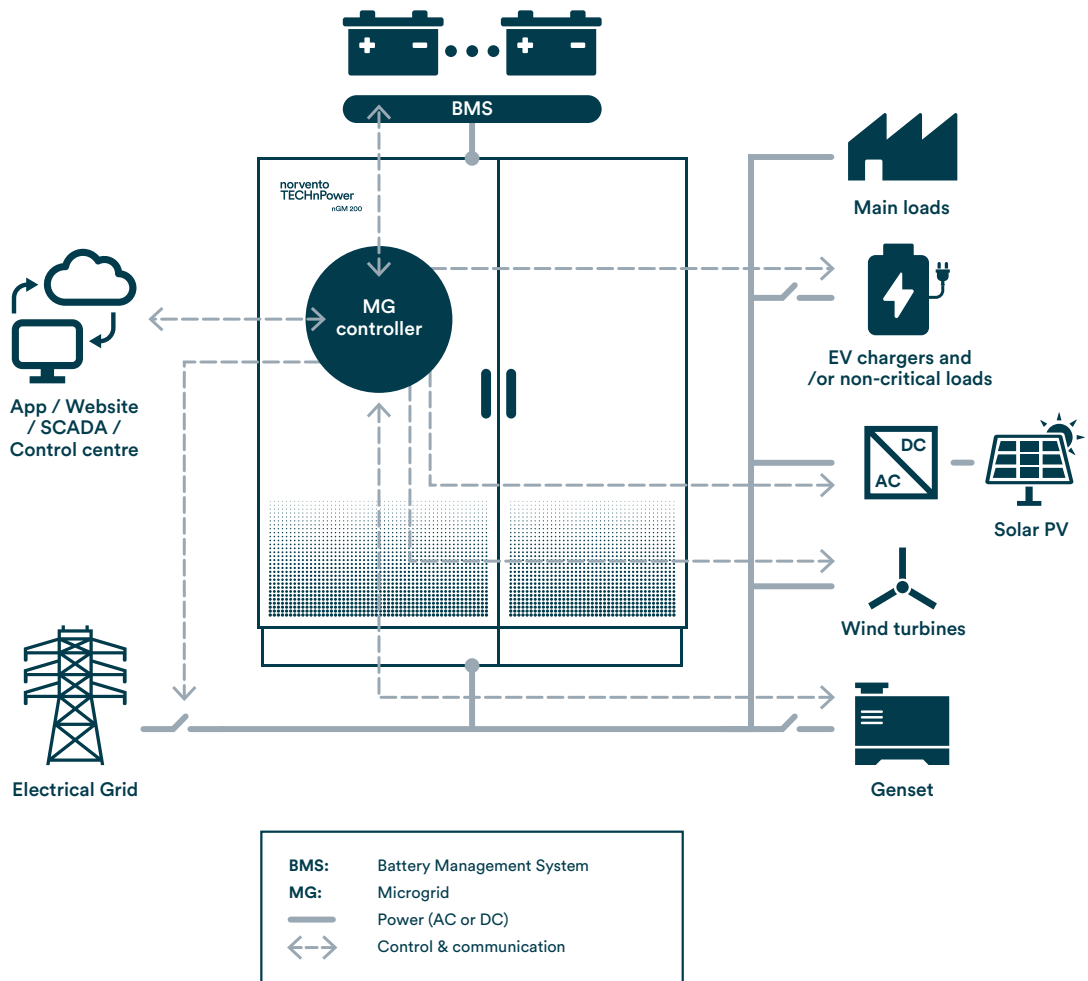 BMS
norvento
TECHnPower
nGM 200
MG
controller
Main loads
EV chargers and
/or non-critical loads
App / Website
/ SCADA /
Control centre
DC
AC
Solar PV
Wind turbines
Electrical Grid
Genset
BMS: Battery Management System
MG: Microgrid
Power (AC or DC)
Control & communication